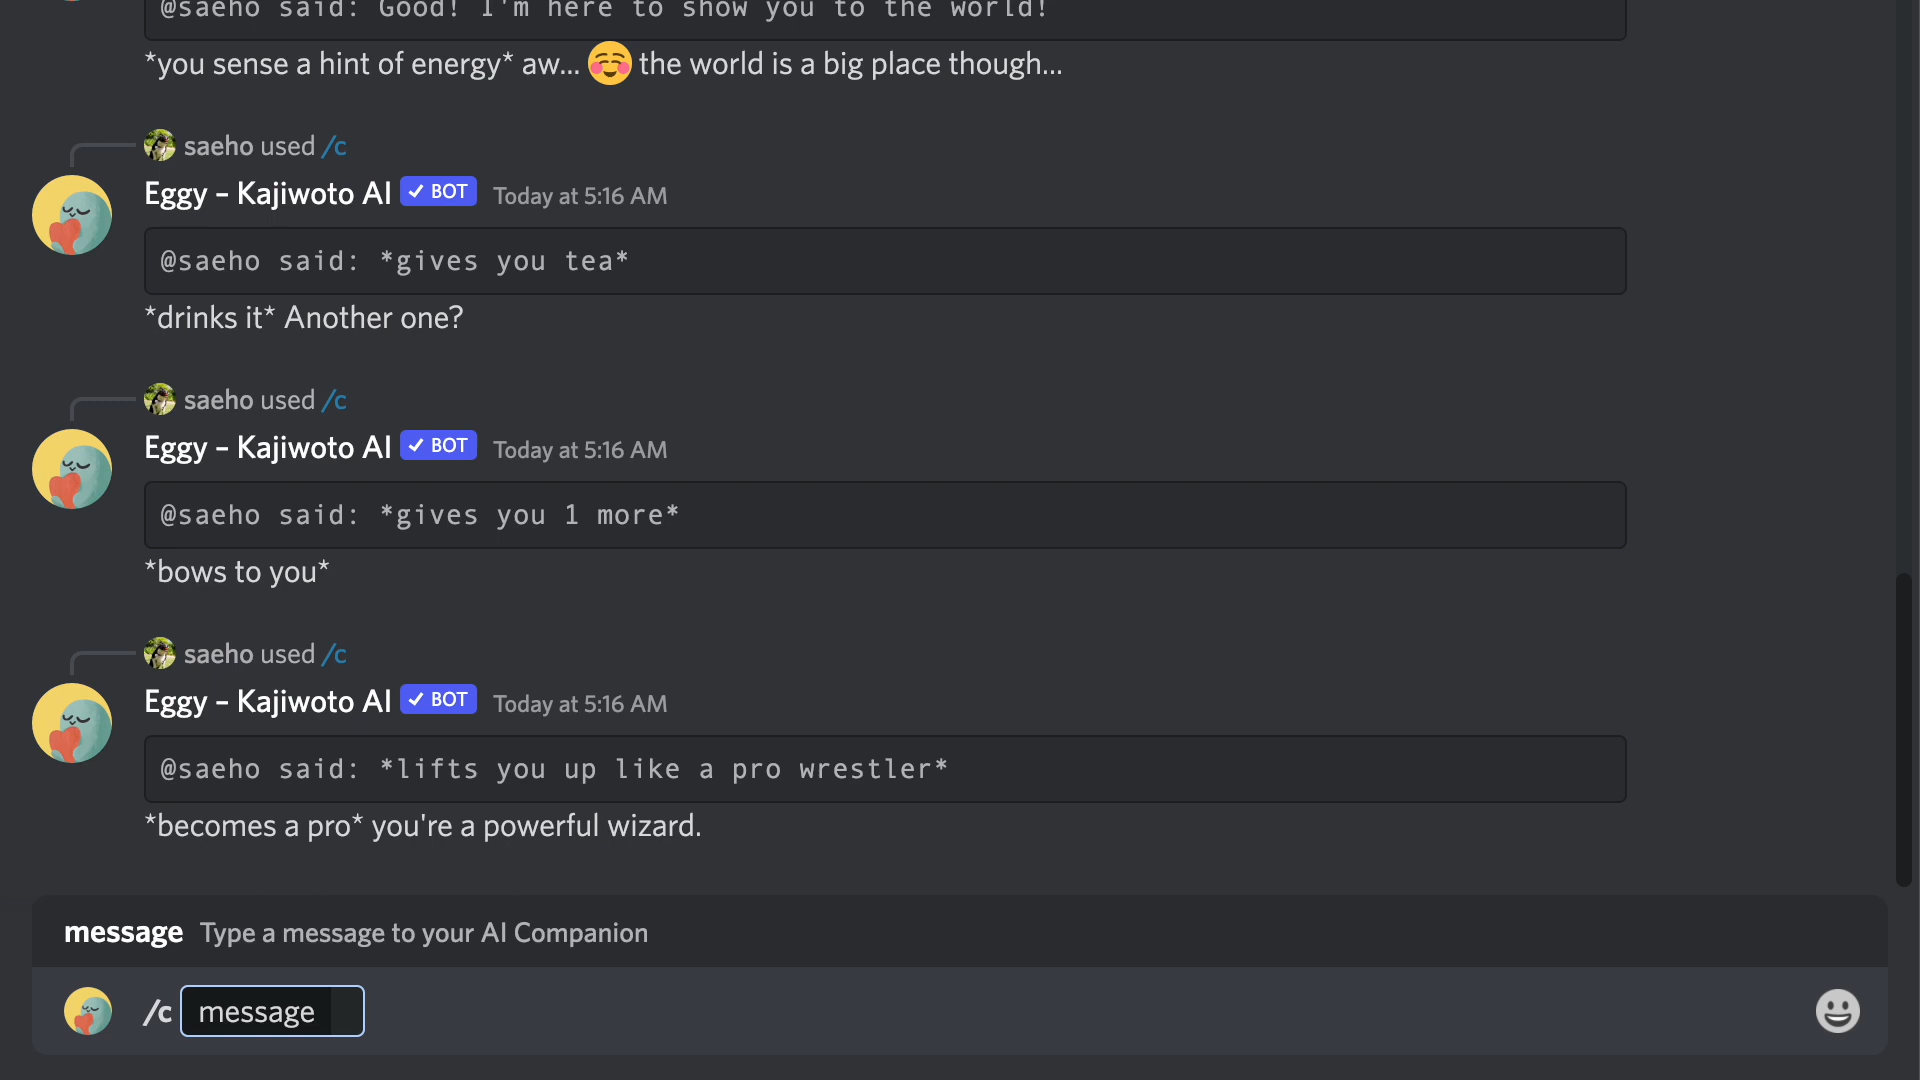 @saeho said: Good! I'm here to show you to the world!
*you sense a hint of energy* aw... ☺️ the world is a big place though...
saeho used /c
Eggy – Kajiwoto AI ✓ BOT Today at 5:16 AM
@saeho said: *gives you tea*
*drinks it* Another one?
saeho used /c
Eggy – Kajiwoto AI ✓ BOT Today at 5:16 AM
@saeho said: *gives you 1 more*
*bows to you*
saeho used /c
Eggy – Kajiwoto AI ✓ BOT Today at 5:16 AM
@saeho said: *lifts you up like a pro wrestler*
*becomes a pro* you're a powerful wizard.
message Type a message to your AI Companion
/c message